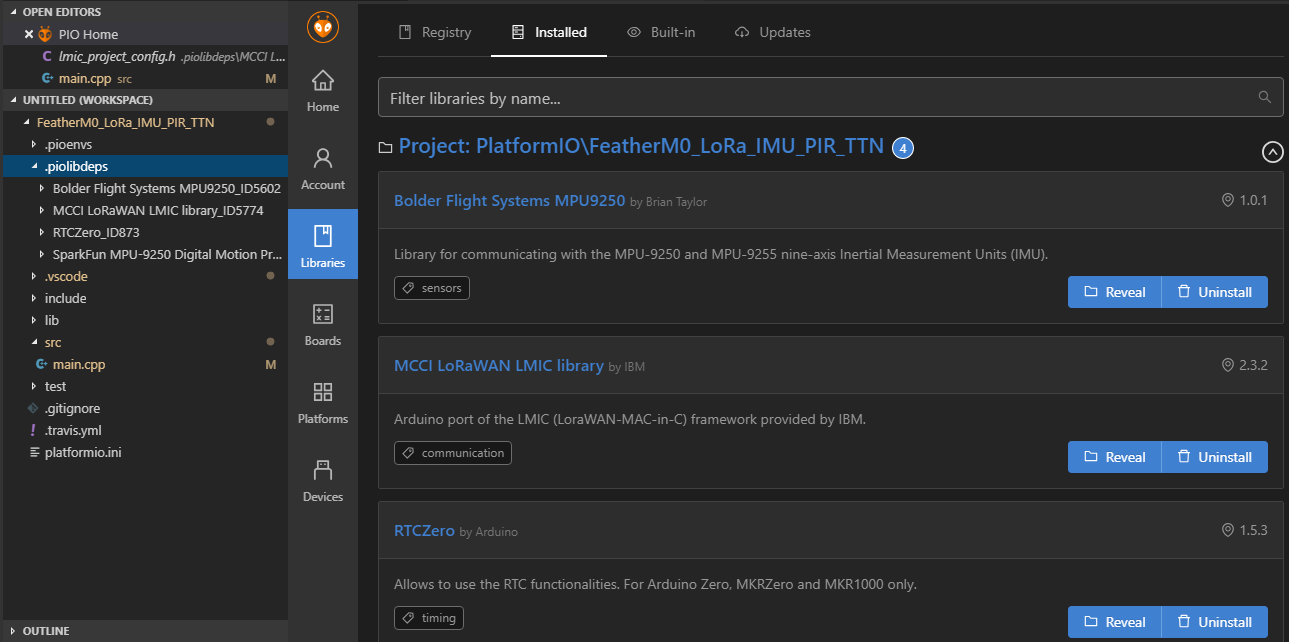 OPEN EDITORS
PIO Home
lmic_project_config.h .piolibdeps\MCCI L...
main.cpp src M
UNTITLED (WORKSPACE)
FeatherM0_LoRa_IMU_PIR_TTN
.pioenvs
.piolibdeps
Bolder Flight Systems MPU9250_ID5602
MCCI LoRaWAN LMIC library_ID5774
RTCZero_ID873
SparkFun MPU-9250 Digital Motion Pr...
.vscode
include
lib
src
main.cpp M
test
.gitignore
.travis.yml
platformio.ini
OUTLINE
Home
Account
Libraries
Boards
Platforms
Devices
Registry Installed Built-in Updates
Filter libraries by name...
Project: PlatformIO\FeatherM0_LoRa_IMU_PIR_TTN 4
Bolder Flight Systems MPU9250 by Brian Taylor 1.0.1
Library for communicating with the MPU-9250 and MPU-9255 nine-axis Inertial Measurement Units (IMU).
sensors
Reveal Uninstall
MCCI LoRaWAN LMIC library by IBM 2.3.2
Arduino port of the LMIC (LoraWAN-MAC-in-C) framework provided by IBM.
communication
Reveal Uninstall
RTCZero by Arduino 1.5.3
Allows to use the RTC functionalities. For Arduino Zero, MKRZero and MKR1000 only.
timing
Reveal Uninstall